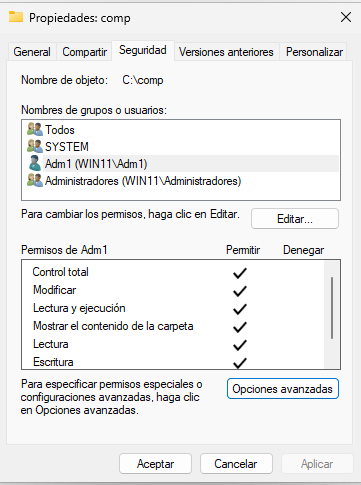 Propiedades: comp
General Compartir Seguridad Versiones anteriores Personalizar
Nombre de objeto: C:\comp
Nombres de grupos o usuarios:
Todos
SYSTEM
Adm1 (WIN11\Adm1)
Administradores (WIN11\Administradores)
Para cambiar los permisos, haga clic en Editar. Editar...
Permisos de Adm1 Permitir Denegar
Control total
Modificar
Lectura y ejecución
Mostrar el contenido de la carpeta
Lectura
Escritura
Para especificar permisos especiales o
configuraciones avanzadas, haga clic
en Opciones avanzadas.
Opciones avanzadas
Aceptar Cancelar Aplicar